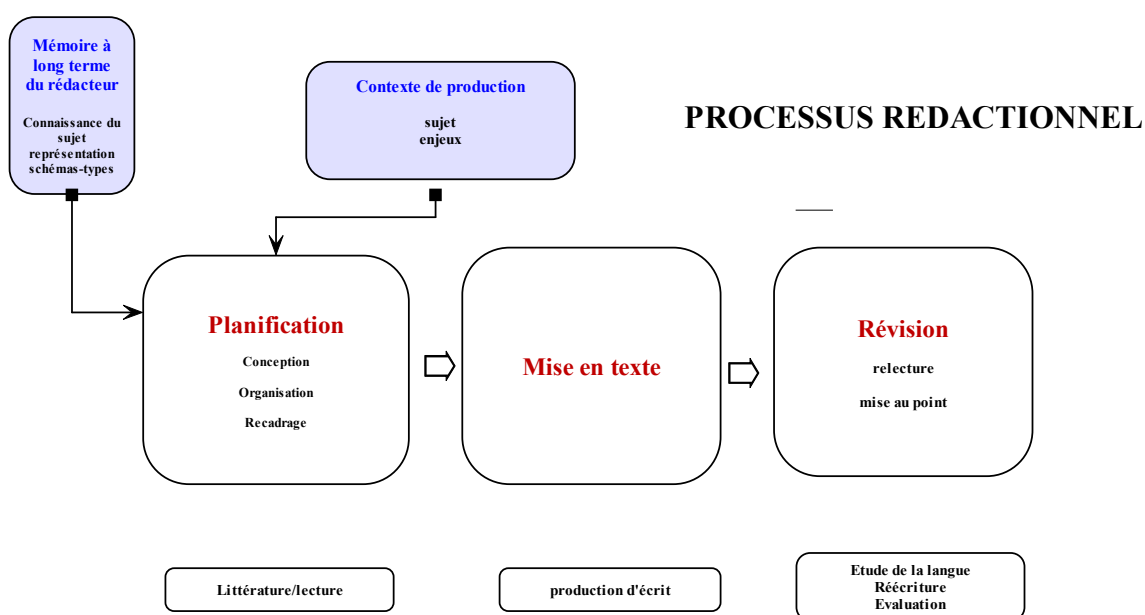 Mémoire à
long terme
du rédacteur
Connaissance du
sujet
représentation
schémas-types
Contexte de production
sujet
enjeux
PROCESSUS REDACTIONNEL
Planification
Conception
Organisation
Recadrage
Mise en texte
Révision
relecture
mise au point
Littérature/lecture
production d'écrit
Etude de la langue
Réécriture
Evaluation